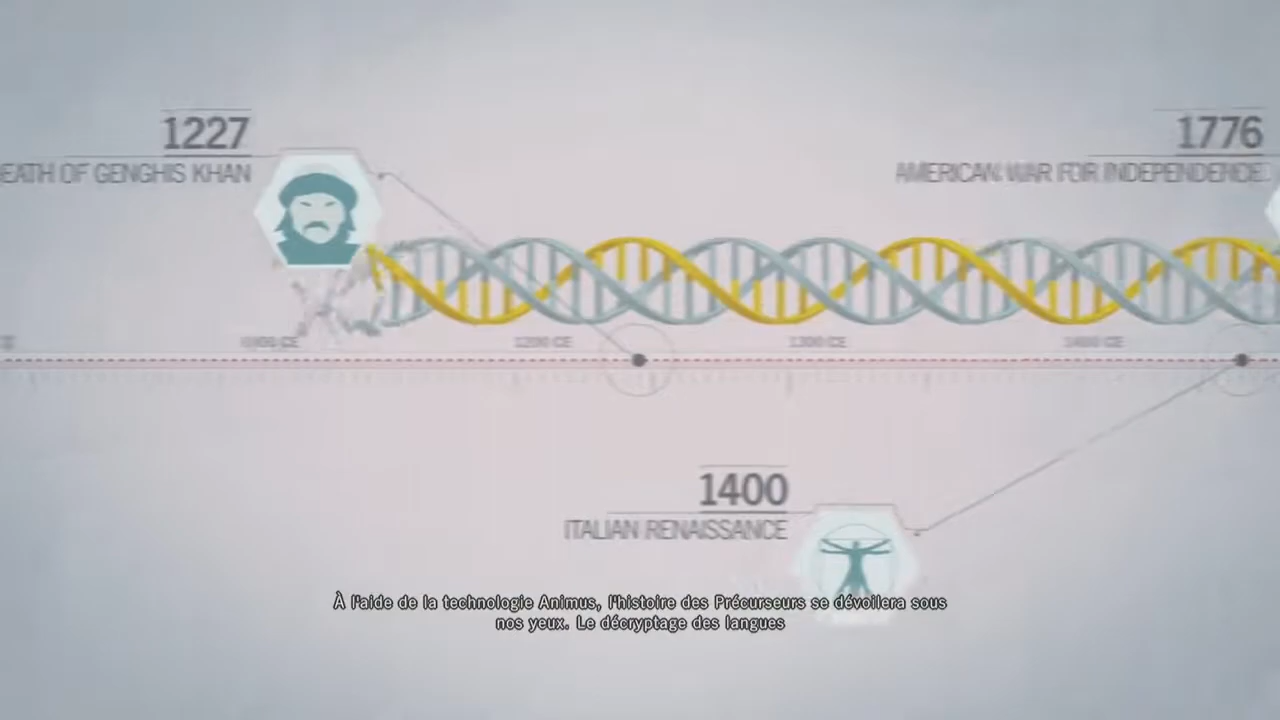 1227
EATH OF GENGHIS KHAN
1776
AMERICAN WAR FOR INDEPENDENCE
1200 CE
1300 CE
1400 CE
1400
ITALIAN RENAISSANCE
À l'aide de la technologie Animus, l'histoire des Précurseurs se dévoilera sous
nos yeux. Le décryptage des langues